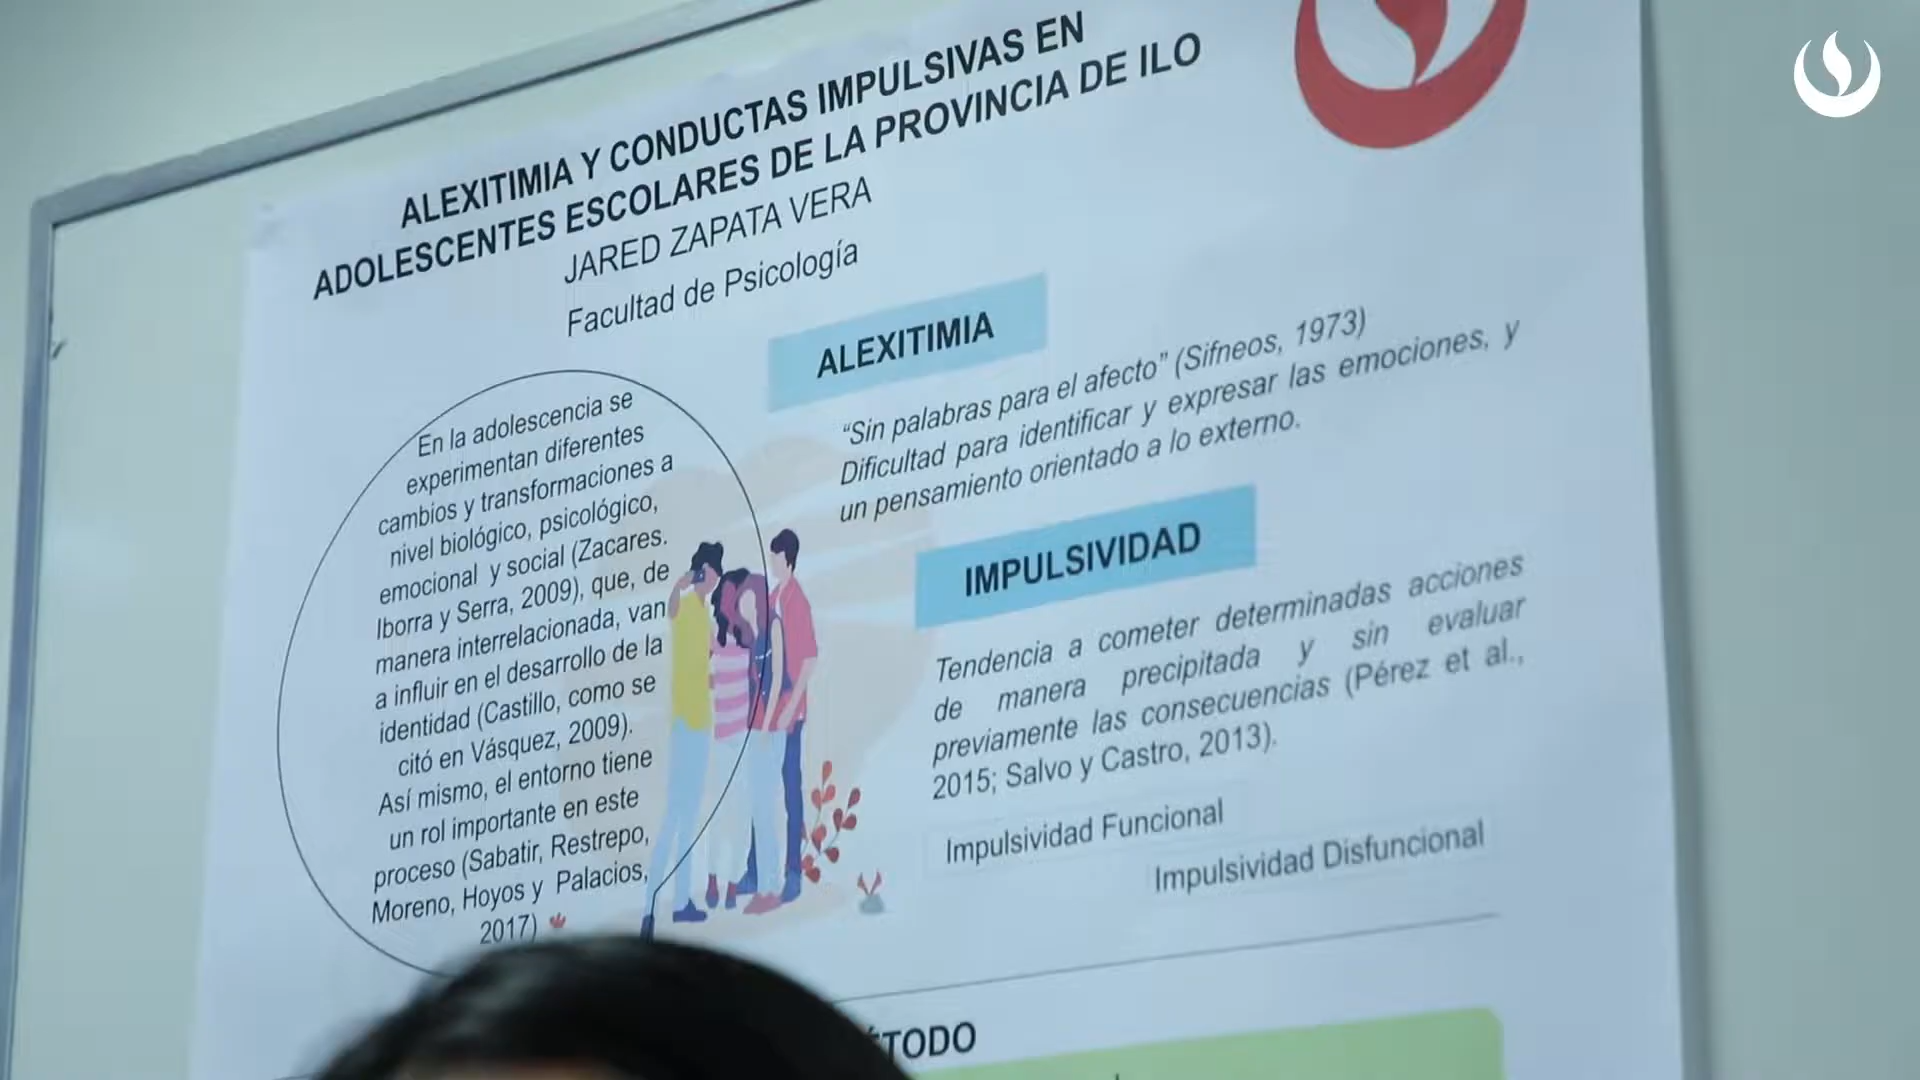 ALEXITIMIA Y CONDUCTAS IMPULSIVAS EN
ADOLESCENTES ESCOLARES DE LA PROVINCIA DE ILO
JARED ZAPATA VERA
Facultad de Psicología
En la adolescencia se
experimentan diferentes
cambios y transformaciones a
nivel biológico, psicológico,
emocional y social (Zacares.
Iborra y Serra, 2009), que, de
manera interrelacionada, van
a influir en el desarrollo de la
identidad (Castillo, como se
citó en Vásquez, 2009).
Así mismo, el entorno tiene
un rol importante en este
proceso (Sabatir, Restrepo,
Moreno, Hoyos y Palacios,
2017)
ALEXITIMIA
“Sin palabras para el afecto” (Sifneos, 1973)
Dificultad para identificar y expresar las emociones, y
un pensamiento orientado a lo externo.
IMPULSIVIDAD
Tendencia a cometer determinadas acciones
de manera precipitada y sin evaluar
previamente las consecuencias (Pérez et al.,
2015; Salvo y Castro, 2013).
Impulsividad Funcional
Impulsividad Disfuncional